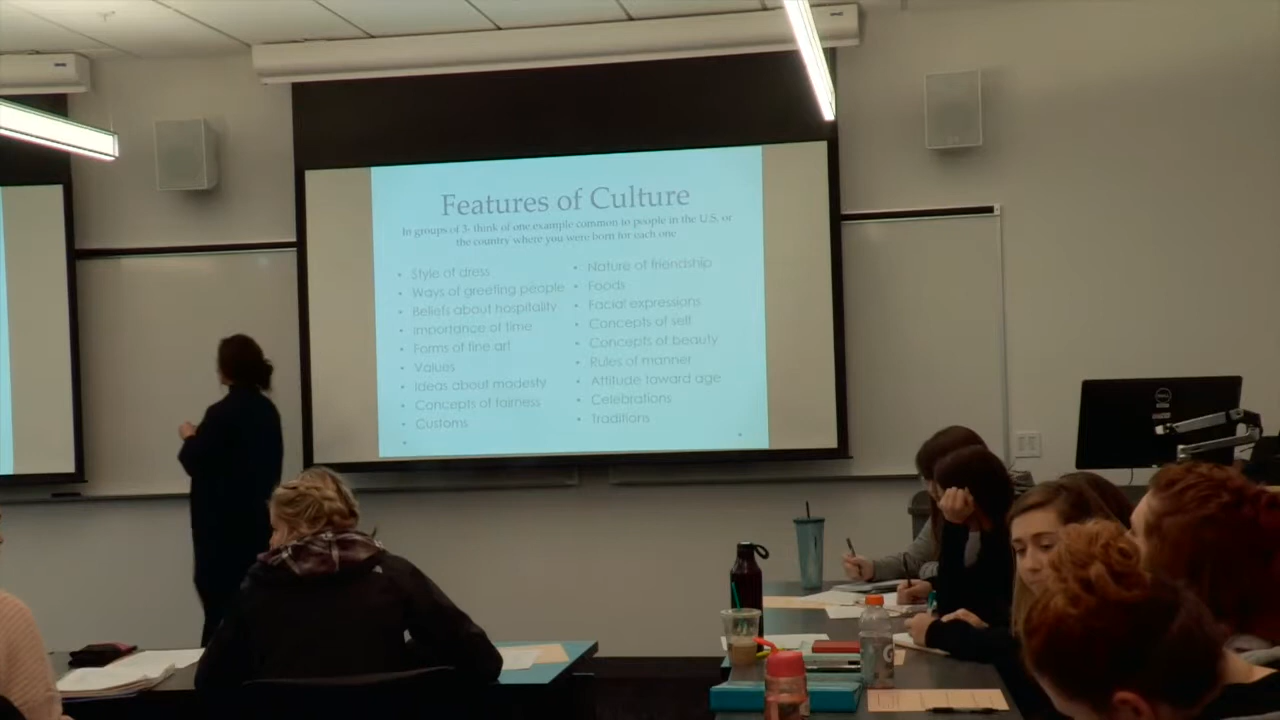 Features of Culture
In groups of 3- think of one example common to people in the U.S. or
the country where you were born for each one
• Style of dress
• Ways of greeting people
• Beliefs about hospitality
• Importance of time
• Forms of fine art
• Values
• Ideas about modesty
• Concepts of fairness
• Customs
• Nature of friendship
• Foods
• Facial expressions
• Concepts of self
• Concepts of beauty
• Rules of manner
• Attitude toward age
• Celebrations
• Traditions
DELL